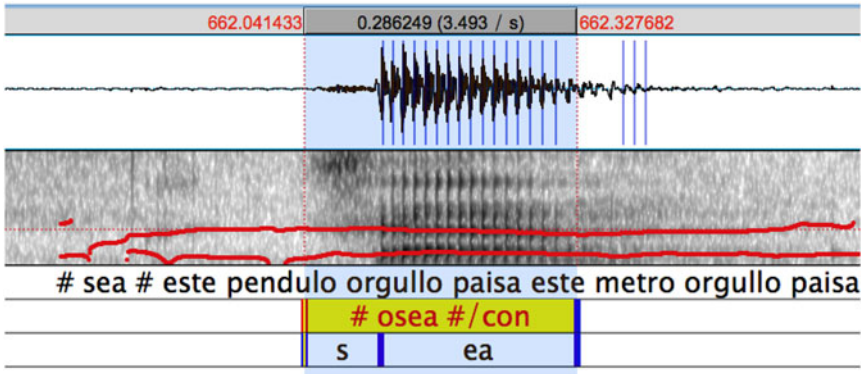 662.041433 0.286249 (3.493 / s) 662.327682
# sea # este pendulo orgullo paisa este metro orgullo paisa
# osea #/con
s ea